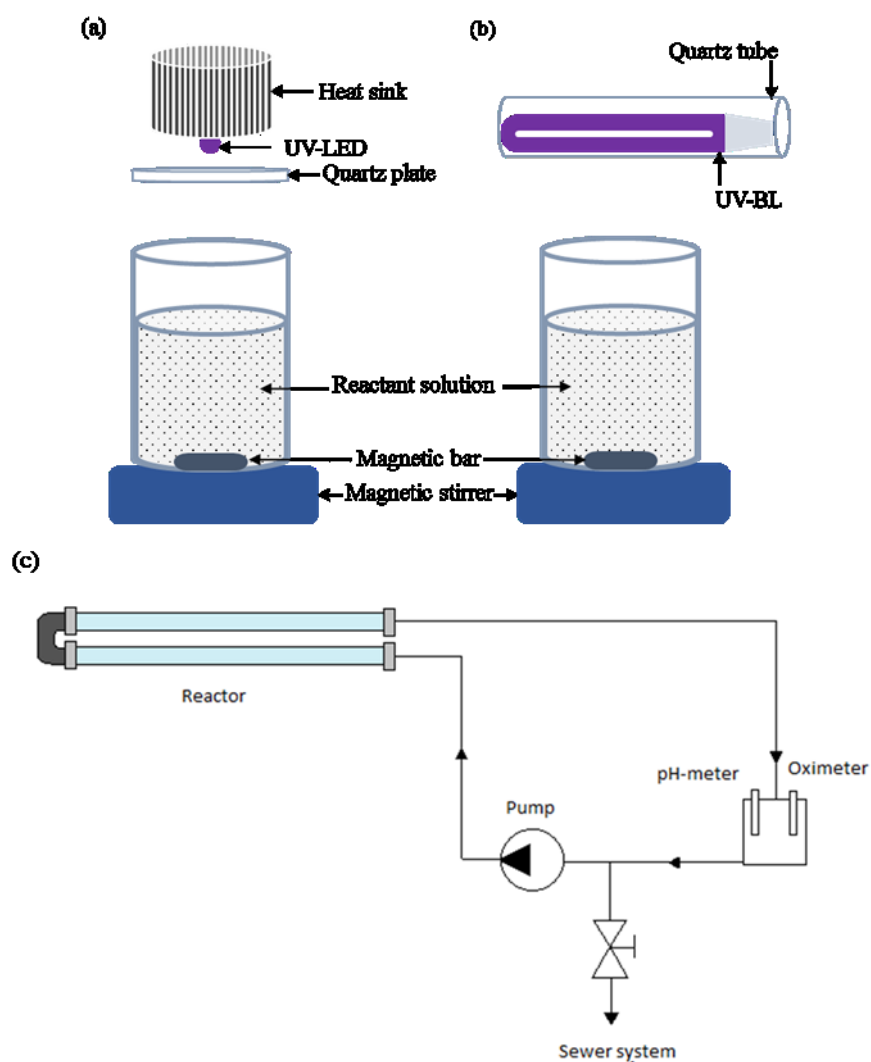 (a)
(b)
Quartz tube
Heat sink
UV-LED
Quartz plate
UV-BL
Reactant solution
Magnetic bar
Magnetic stirrer
(c)
Reactor
pH-meter
Oximeter
Pump
Sewer system